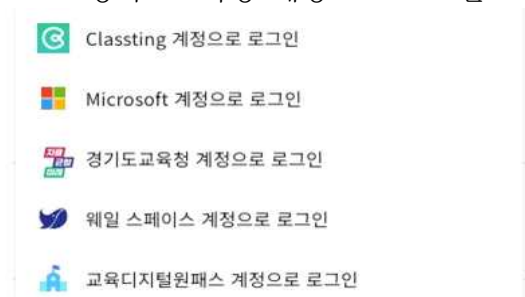 Classting 계정으로 로그인
Microsoft 계정으로 로그인
경기도교육청 계정으로 로그인
웨일 스페이스 계정으로 로그인
교육디지털원패스 계정으로 로그인